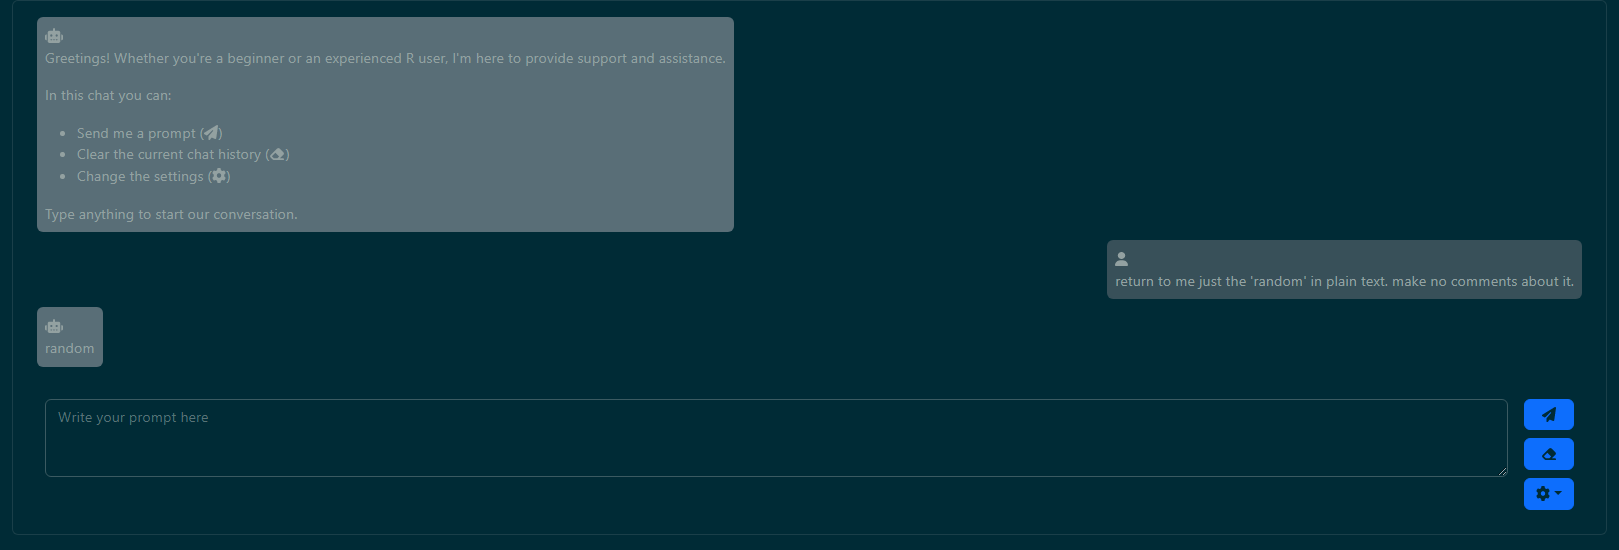 Greetings! Whether you're a beginner or an experienced R user, I'm here to provide support and assistance.
In this chat you can:
Send me a prompt ()
Clear the current chat history ()
Change the settings ()
Type anything to start our conversation.
return to me just the 'random' in plain text. make no comments about it.
random
Write your prompt here